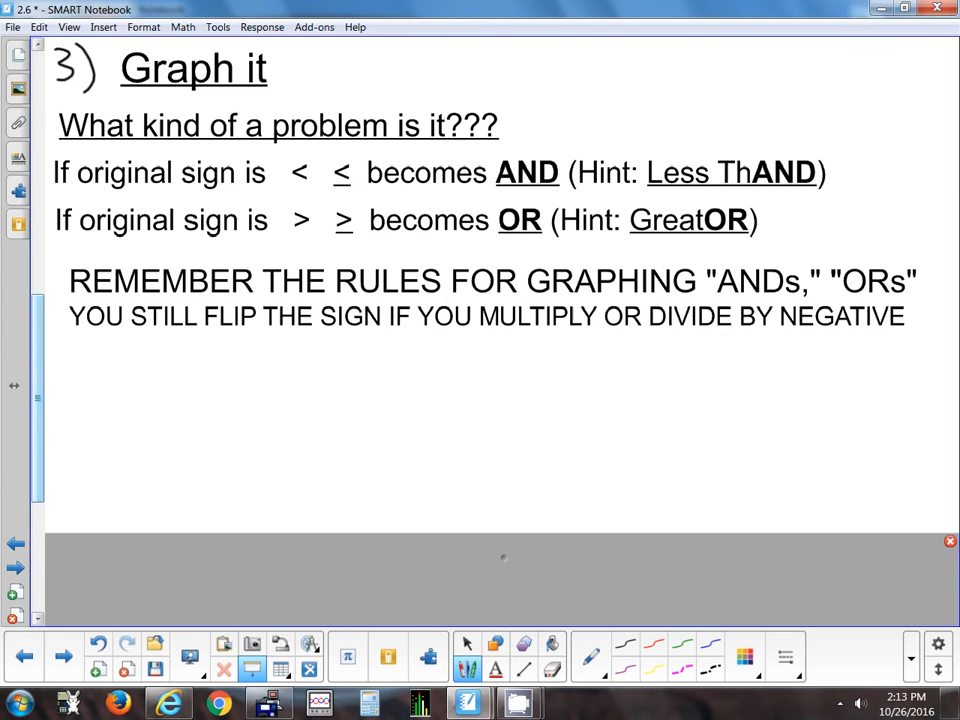 2.6 * - SMART Notebook
File Edit View Insert Format Math Tools Response Add-ons Help
3) Graph it
What kind of a problem is it???
If original sign is < ≤ becomes AND (Hint: Less ThAND)
If original sign is > ≥ becomes OR (Hint: GreatOR)
REMEMBER THE RULES FOR GRAPHING "ANDs," "ORs"
YOU STILL FLIP THE SIGN IF YOU MULTIPLY OR DIVIDE BY NEGATIVE
2:13 PM
10/26/2016